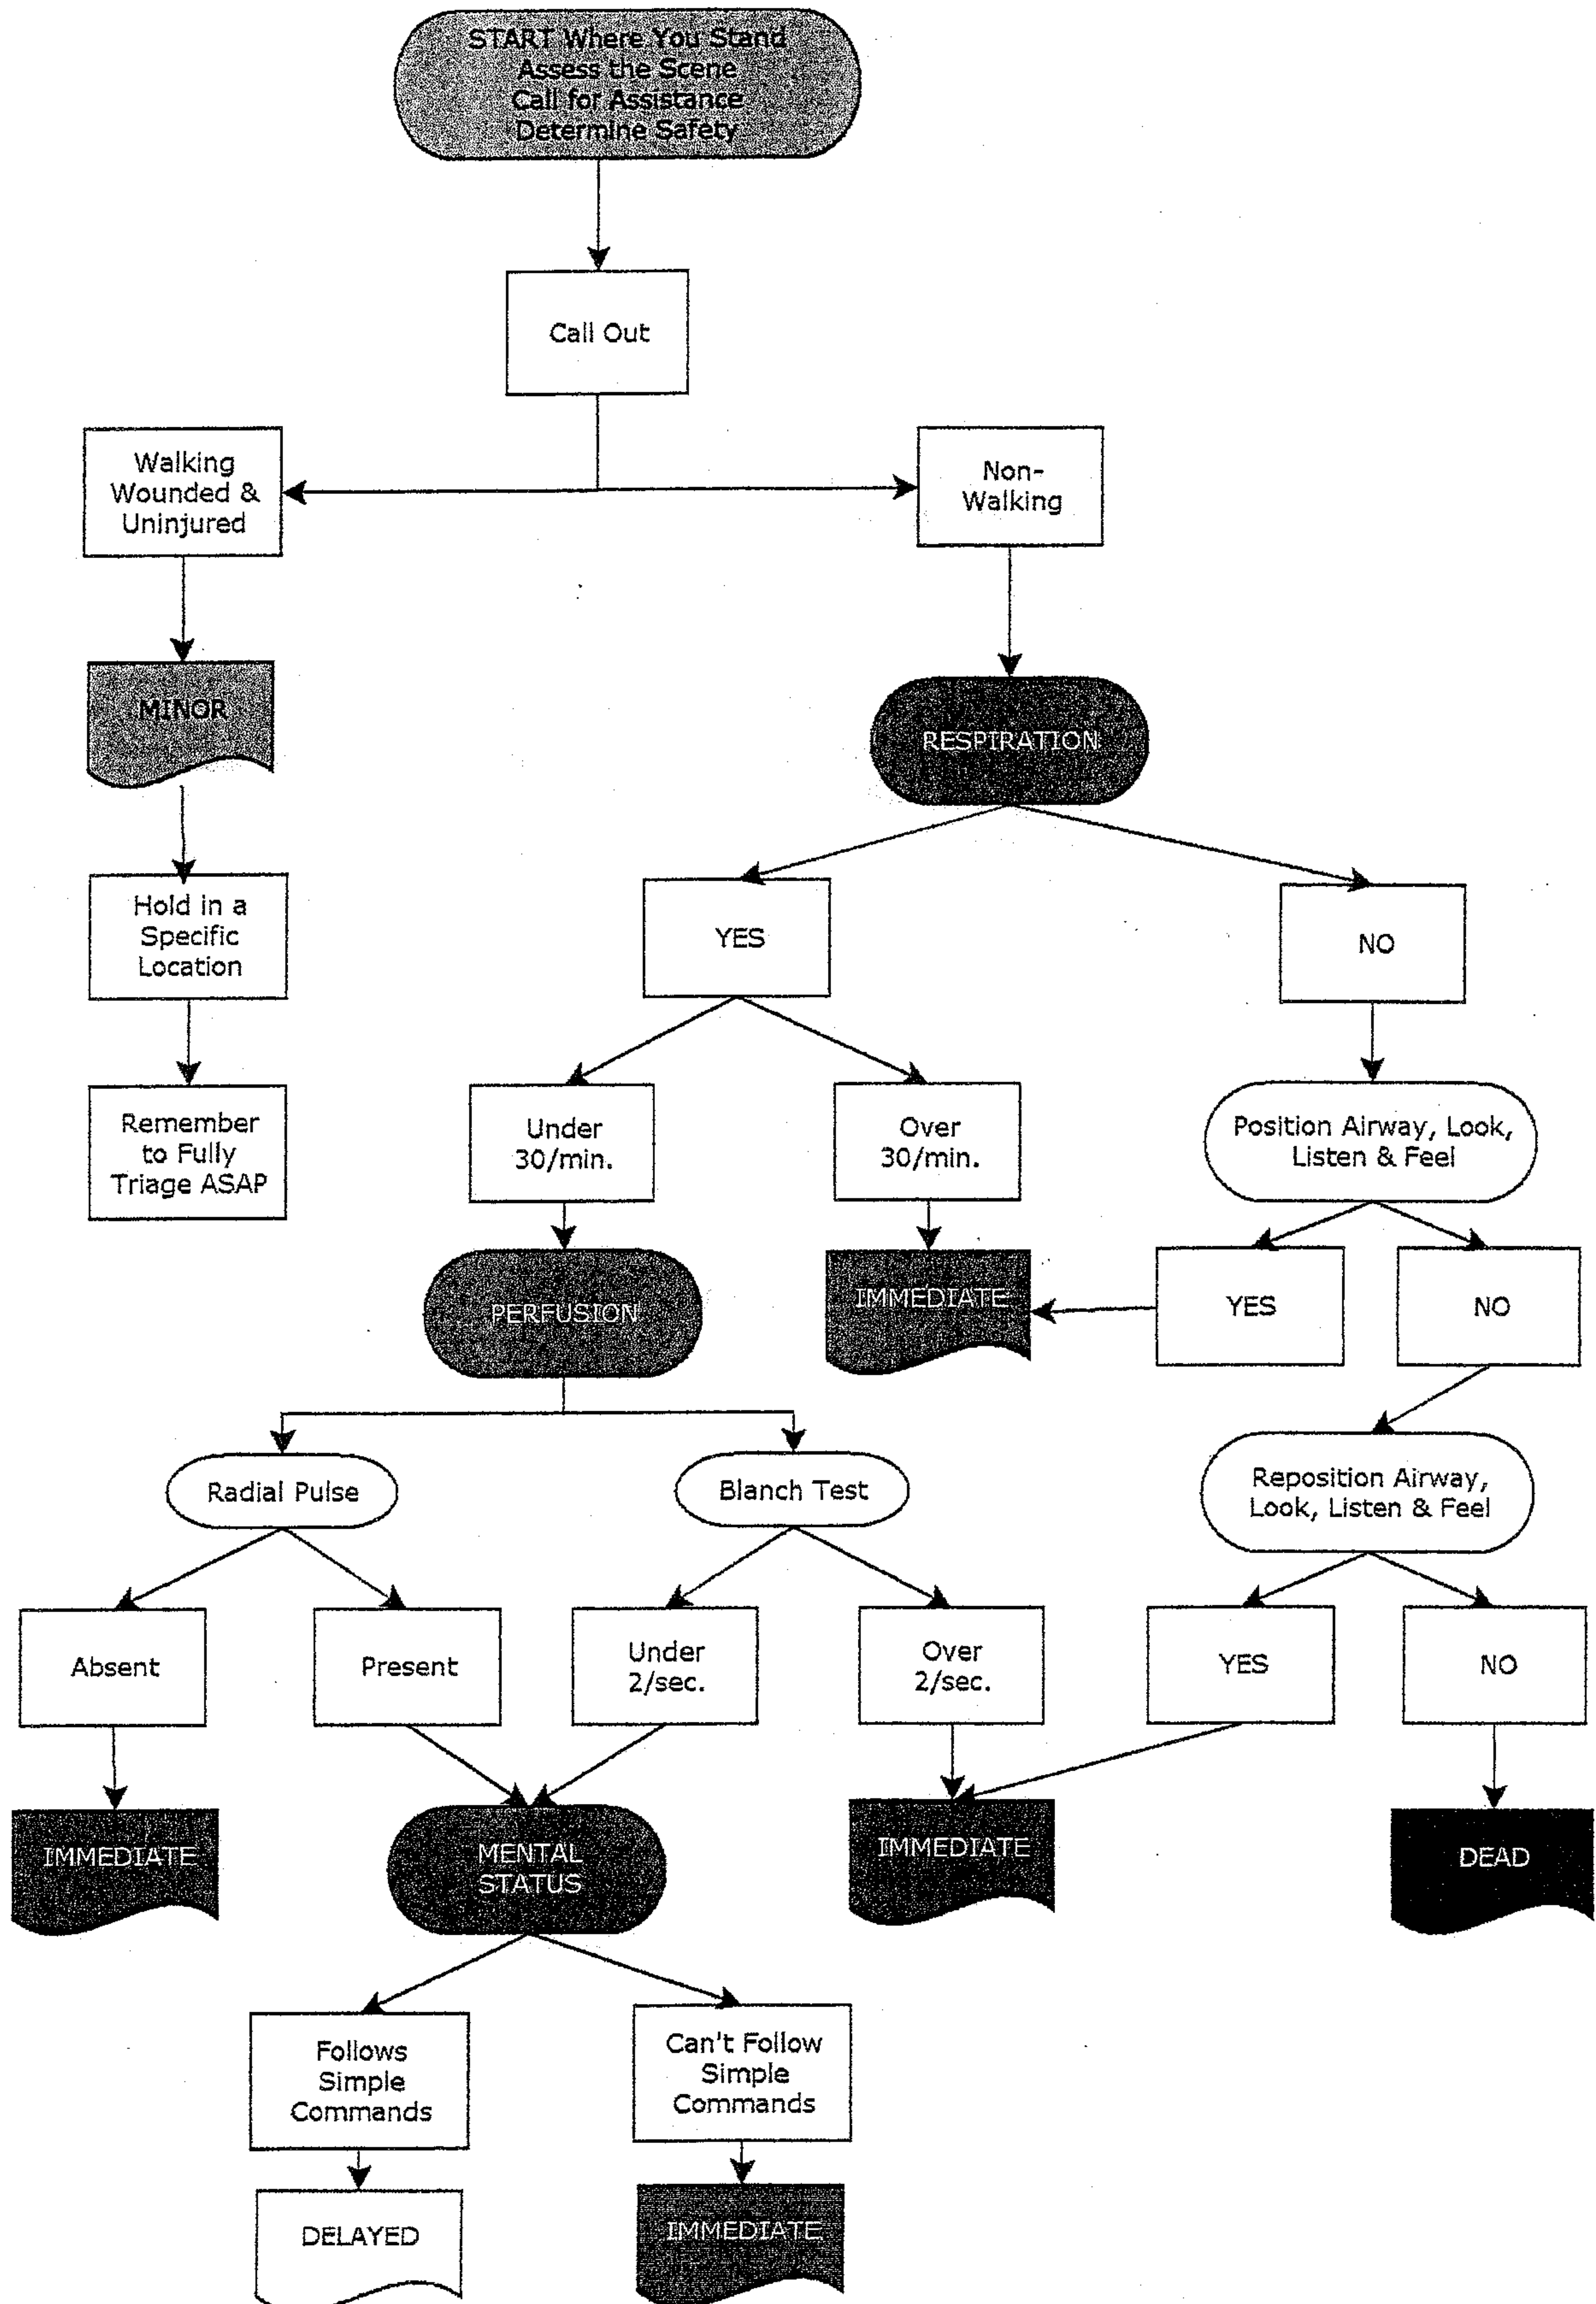 START Where You Stand
Assess the Scene
Call for Assistance
Determine Safety
Call Out
Walking
Wounded &
Uninjured
Non-
Walking
MINOR
RESPIRATION
Hold in a
Specific
Location
YES
NO
Remember
to Fully
Triage ASAP
Under
30/min.
Over
30/min.
Position Airway, Look,
Listen & Feel
PERFUSION
IMMEDIATE
YES
NO
Radial Pulse
Blanch Test
Reposition Airway,
Look, Listen & Feel
Absent
Present
Under
2/sec.
Over
2/sec.
YES
NO
IMMEDIATE
MENTAL
STATUS
IMMEDIATE
DEAD
Follows
Simple
Commands
Can't Follow
Simple
Commands
DELAYED
IMMEDIATE